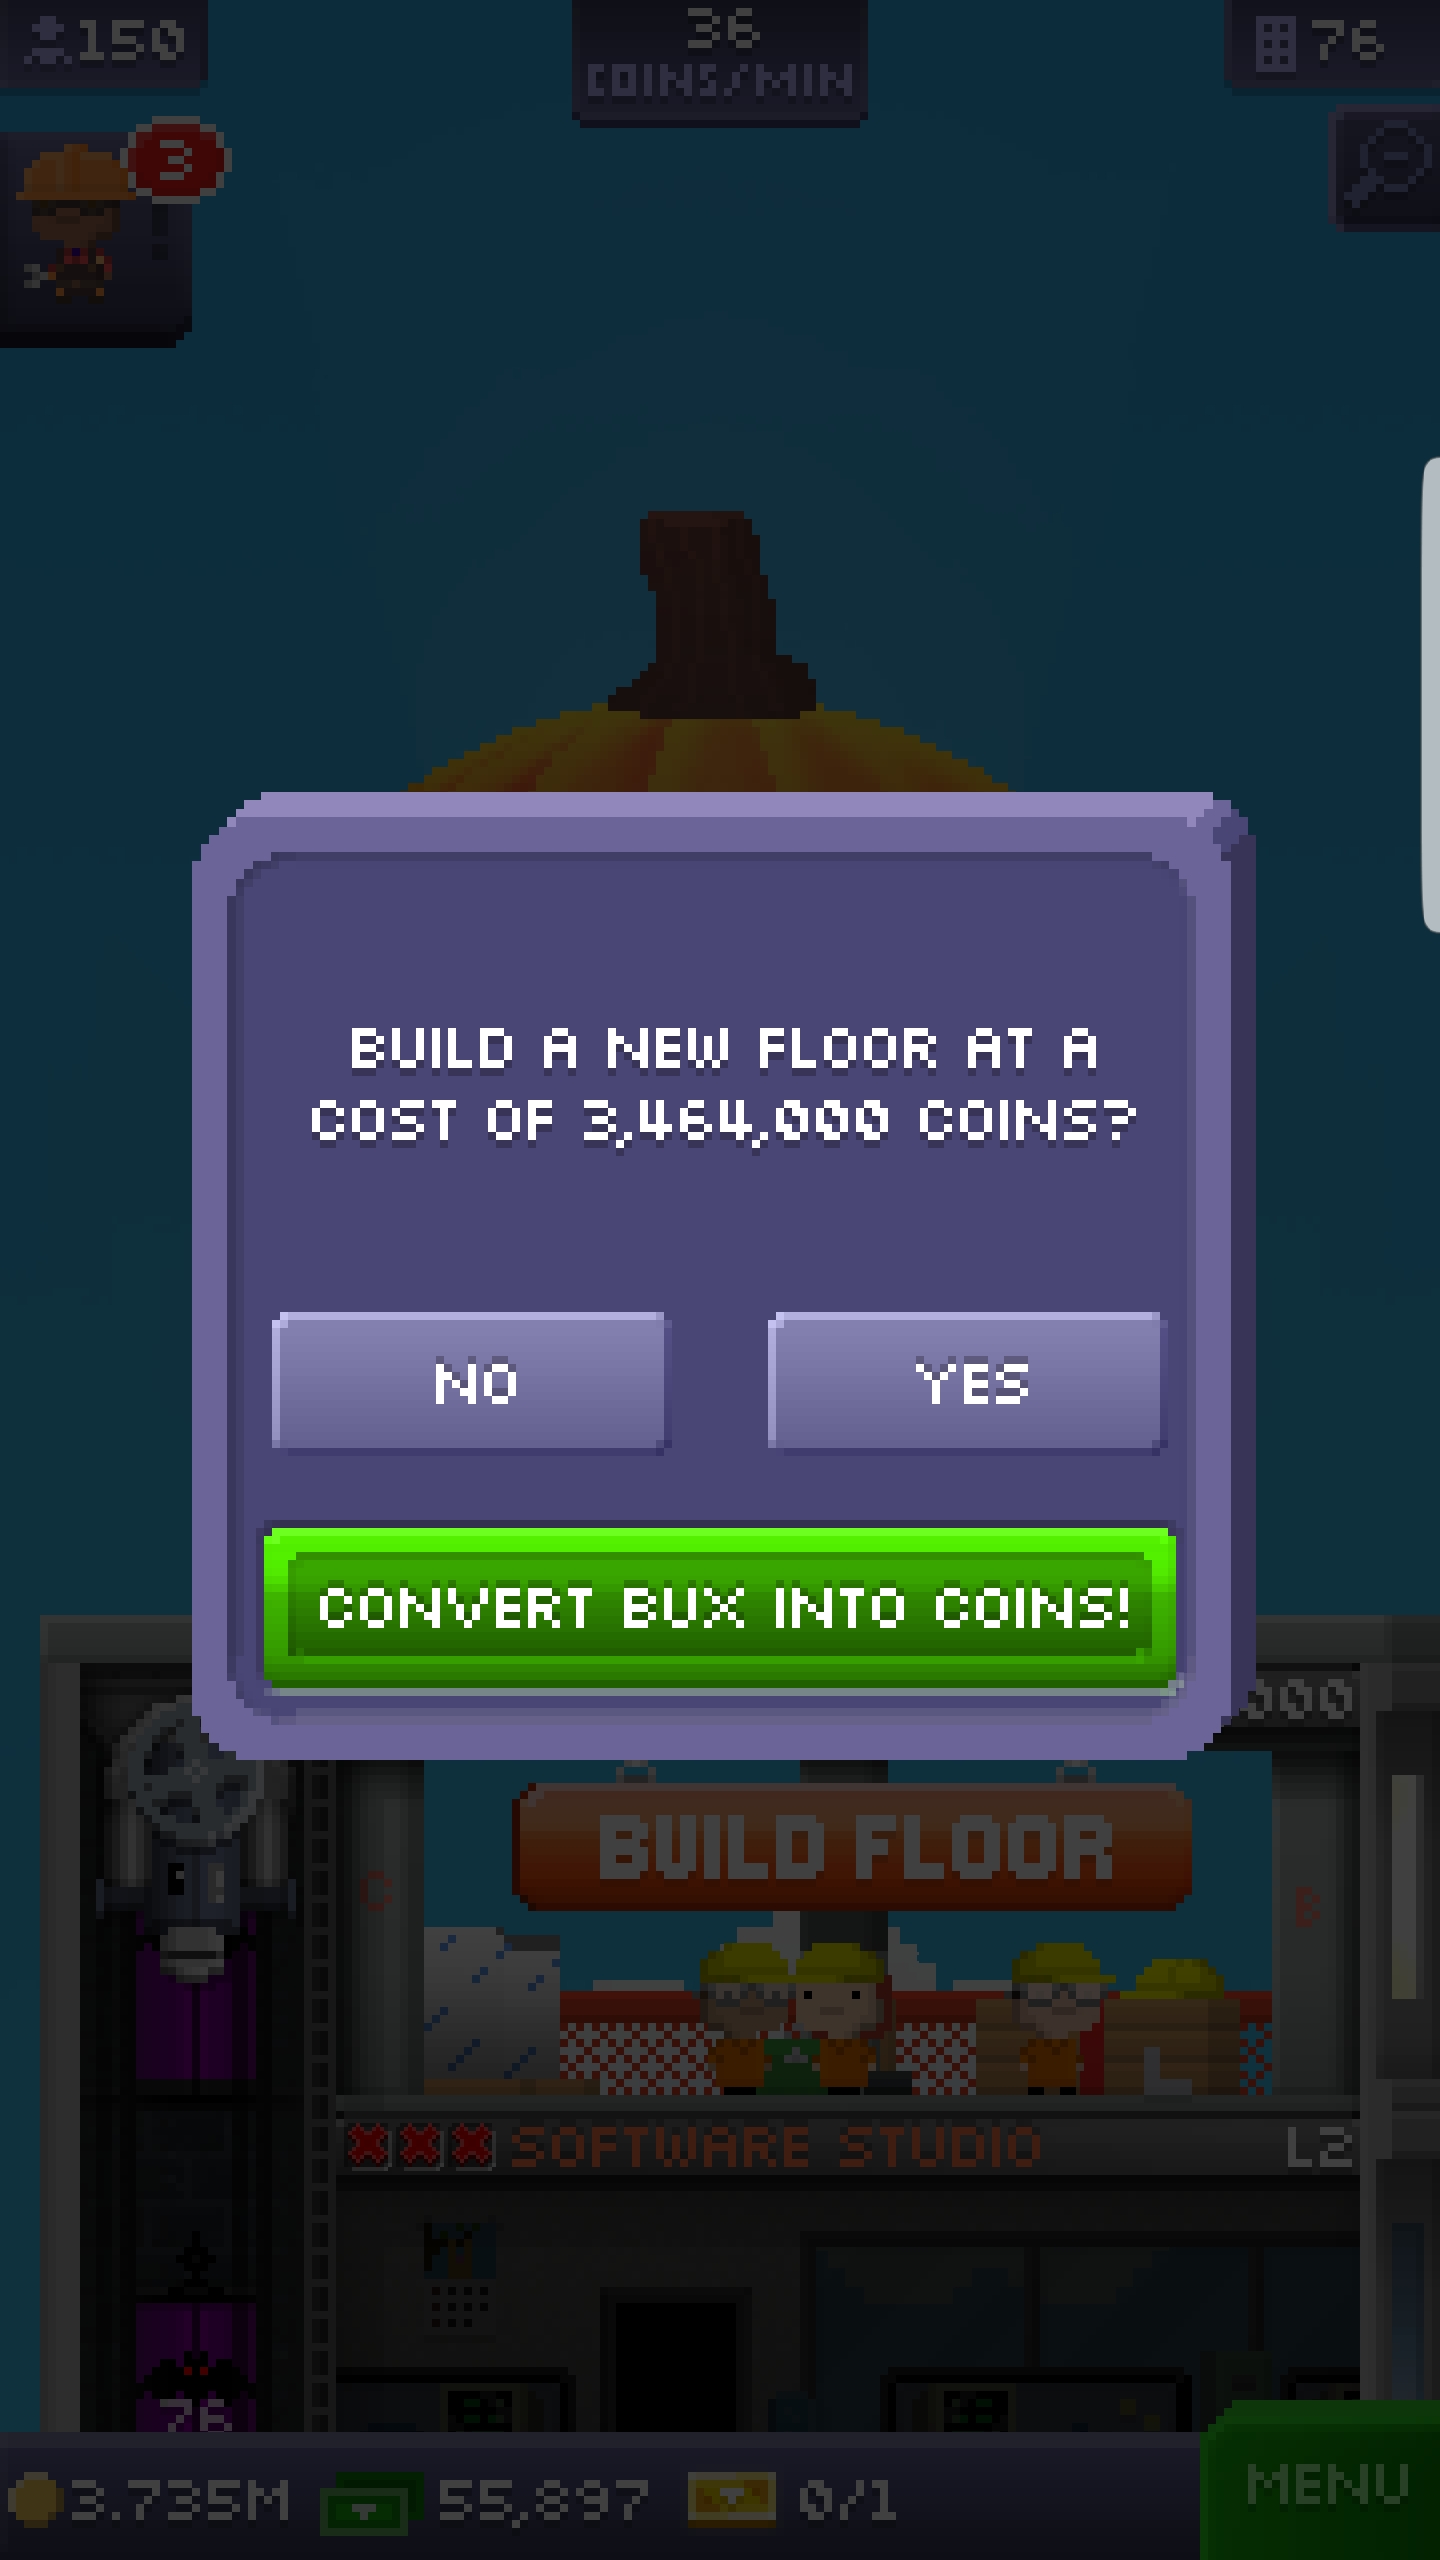 150
36
COINS/MIN
76
3
BUILD A NEW FLOOR AT A
COST OF 3,464,000 COINS?
NO
YES
CONVERT BUX INTO COINS!
000
BUILD FLOOR
C
B
L
SOFTWARE STUDIO
L2
76
3.735M
55,897
0/1
MENU